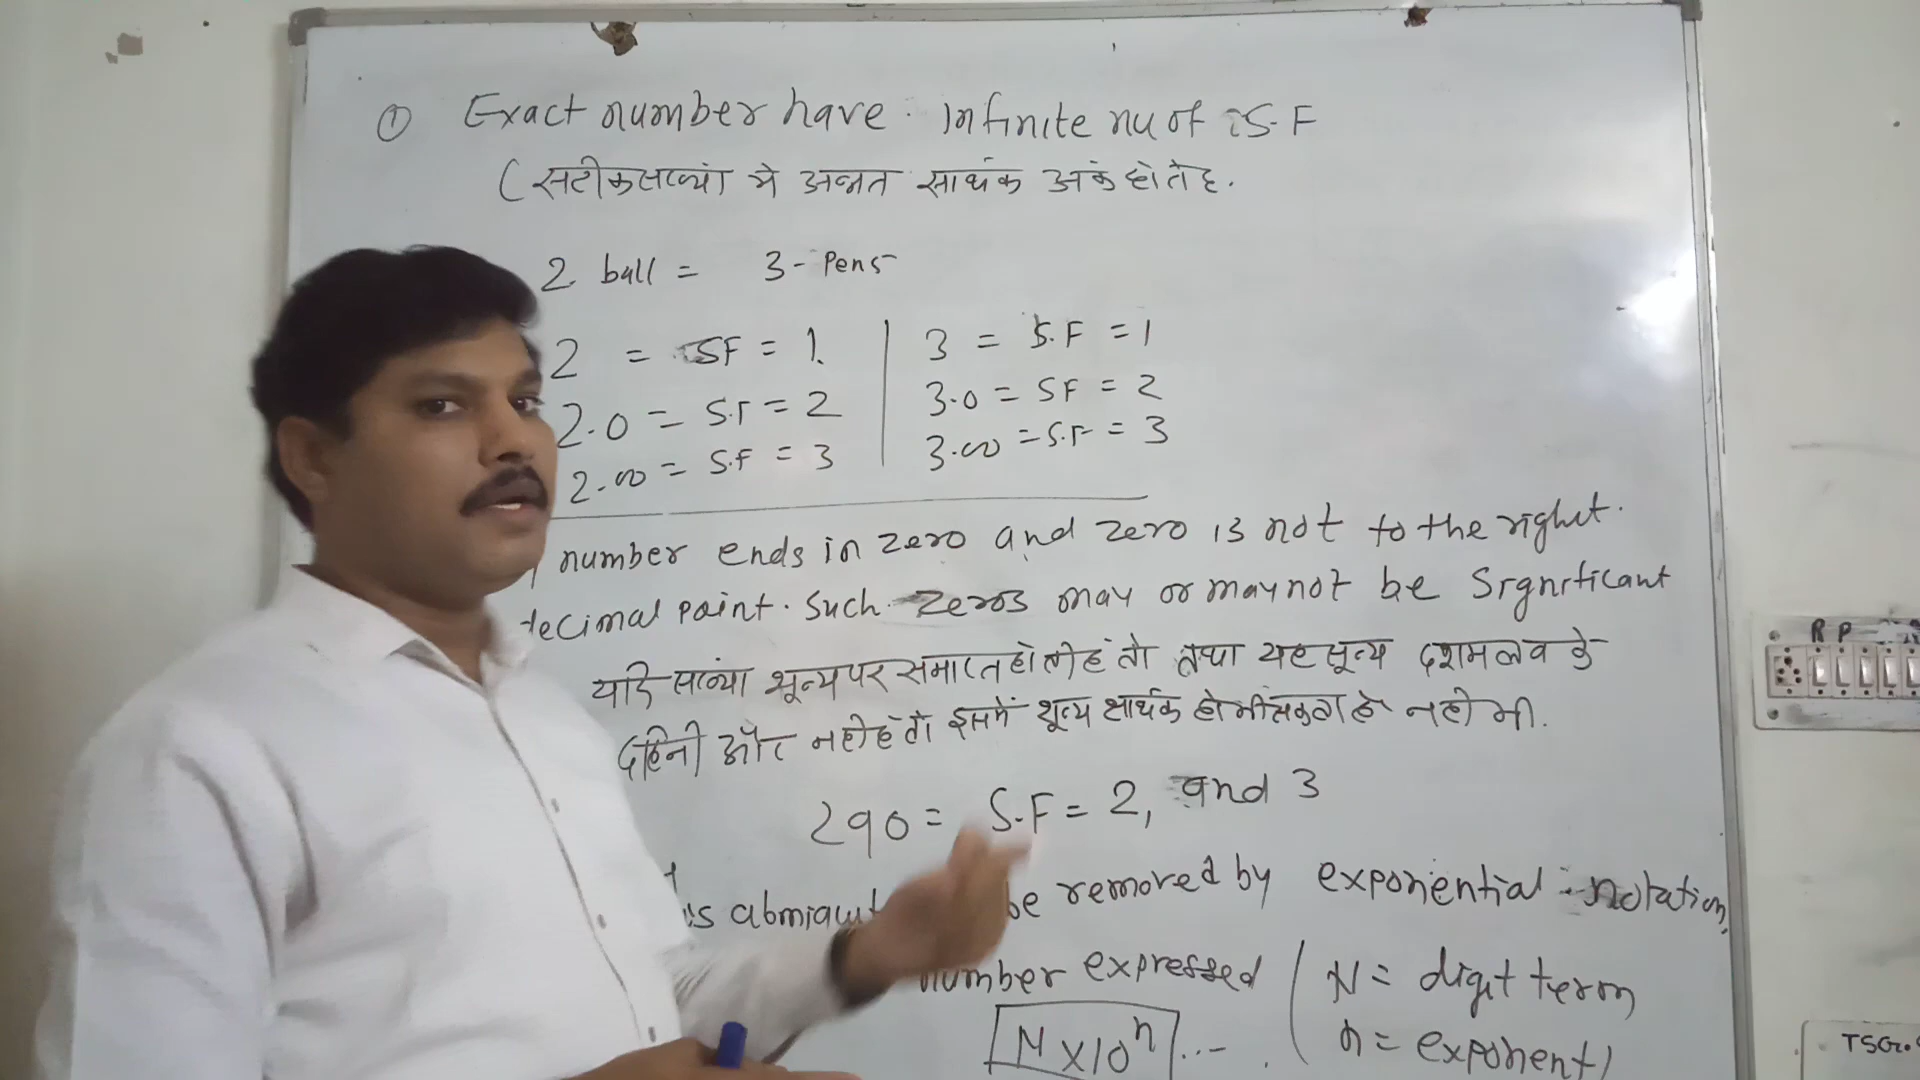 ① Exact number have Infinite nu of S.F
(सटीक संख्या मे अनन्त सार्थक अंक होते है.
2 ball = 3 - Pens
2 = SF = 1.
2.0 = S.F = 2
2.00 = S.F = 3
3 = S.F = 1
3.0 = SF = 2
3.00 = S.F = 3
number ends in zero and zero is not to the right.
decimal point. Such Zeros may or may not be Significant
यदि संख्या शून्य पर समाप्त होती है तो तथा यह शून्य दशमलव के
दाहिनी और नही है तो इसमें शून्य सार्थक हो भी सकता है नही भी.
290 = S.F = 2, and 3
be removed by exponential notation,
number expressed
N x 10ⁿ ...
N = digit term
n = exponent
R P
TSG